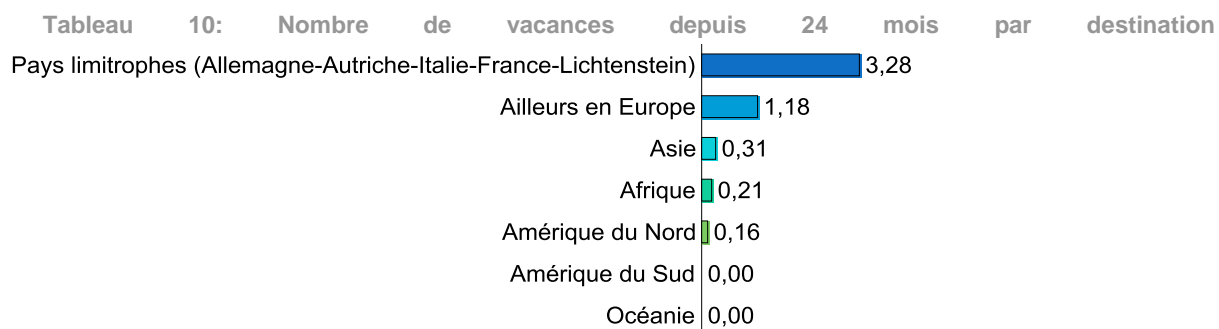 Tableau 10: Nombre de vacances depuis 24 mois par destination
Pays limitrophes (Allemagne-Autriche-Italie-France-Lichtenstein) 3,28
Ailleurs en Europe 1,18
Asie 0,31
Afrique 0,21
Amérique du Nord 0,16
Amérique du Sud 0,00
Océanie 0,00